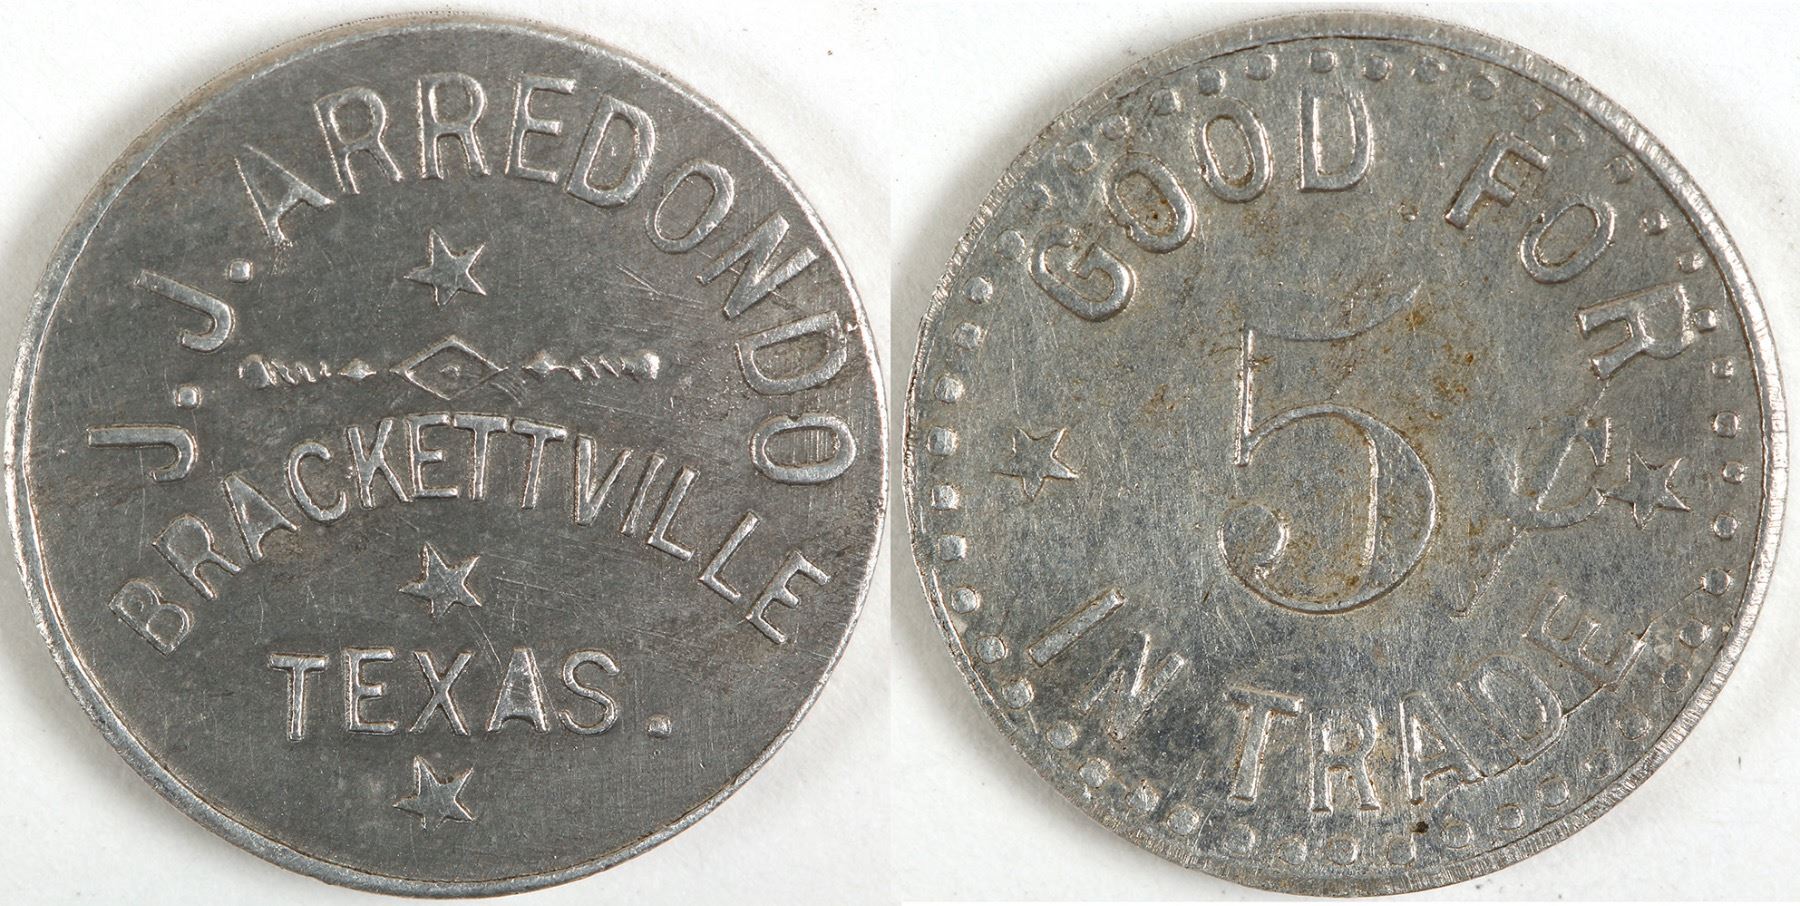 J. J. ARREDONDO
BRACKETTVILLE
TEXAS.
GOOD FOR
5¢
IN TRADE